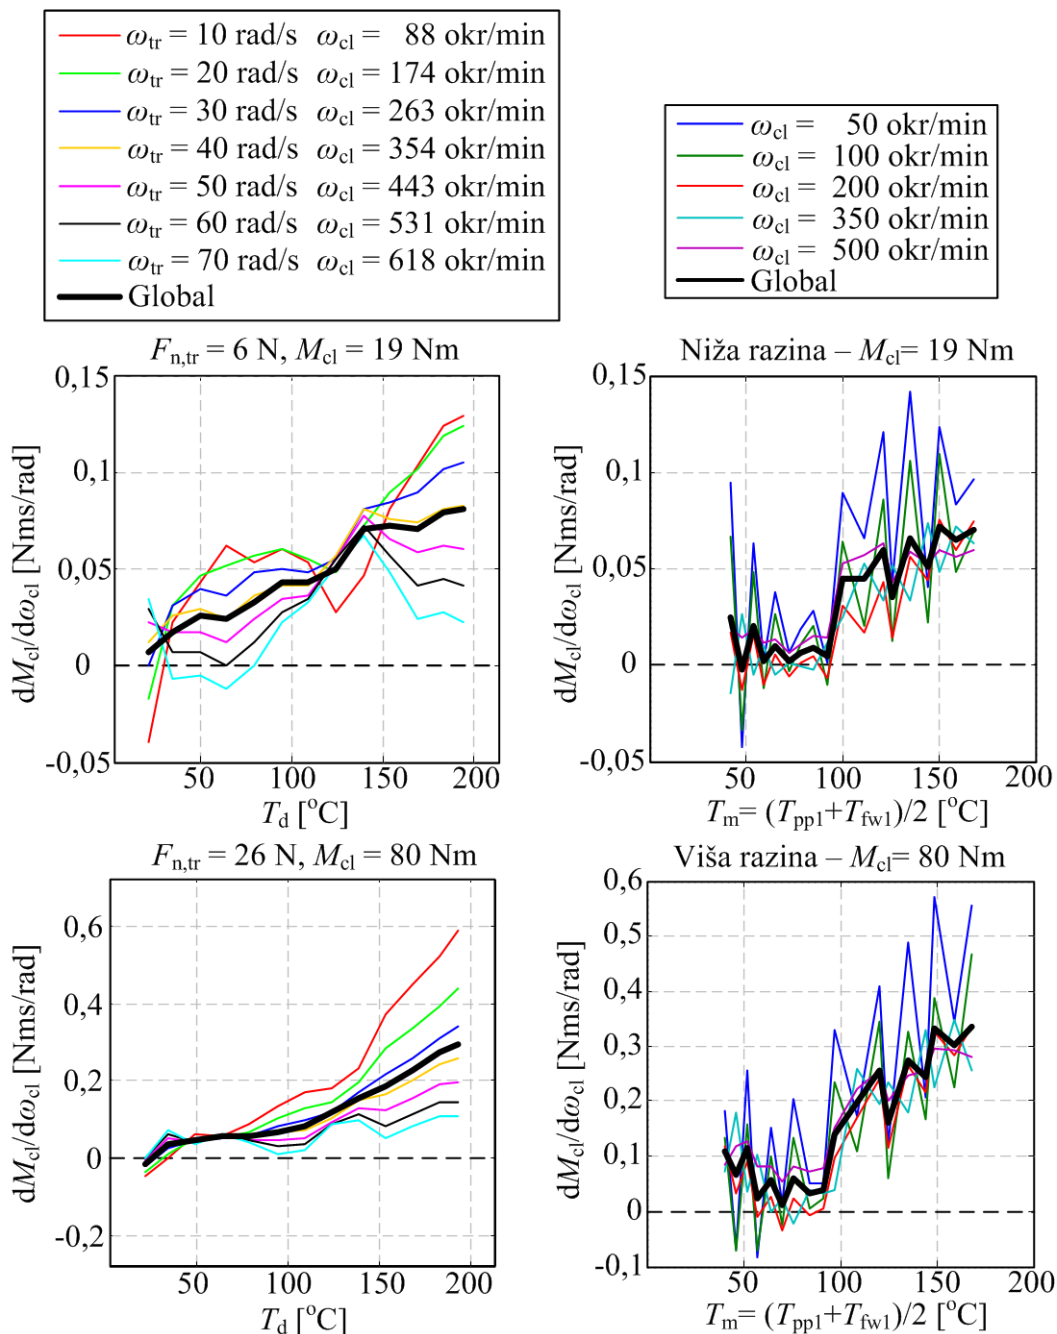 ω_tr = 10 rad/s ω_cl = 88 okr/min
ω_tr = 20 rad/s ω_cl = 174 okr/min
ω_tr = 30 rad/s ω_cl = 263 okr/min
ω_tr = 40 rad/s ω_cl = 354 okr/min
ω_tr = 50 rad/s ω_cl = 443 okr/min
ω_tr = 60 rad/s ω_cl = 531 okr/min
ω_tr = 70 rad/s ω_cl = 618 okr/min
Global
ω_cl = 50 okr/min
ω_cl = 100 okr/min
ω_cl = 200 okr/min
ω_cl = 350 okr/min
ω_cl = 500 okr/min
Global
F_n,tr = 6 N, M_cl = 19 Nm
0,15
0,1
0,05
0
-0,05
dM_cl/dω_cl [Nms/rad]
50 100 150 200
T_d [°C]
Niža razina – M_cl= 19 Nm
0,15
0,1
0,05
0
-0,05
dM_cl/dω_cl [Nms/rad]
50 100 150 200
T_m= (T_pp1+T_fw1)/2 [°C]
F_n,tr = 26 N, M_cl = 80 Nm
0,6
0,4
0,2
0
-0,2
dM_cl/dω_cl [Nms/rad]
50 100 150 200
T_d [°C]
Viša razina – M_cl= 80 Nm
0,6
0,5
0,4
0,3
0,2
0,1
0
-0,1
dM_cl/dω_cl [Nms/rad]
50 100 150 200
T_m= (T_pp1+T_fw1)/2 [°C]